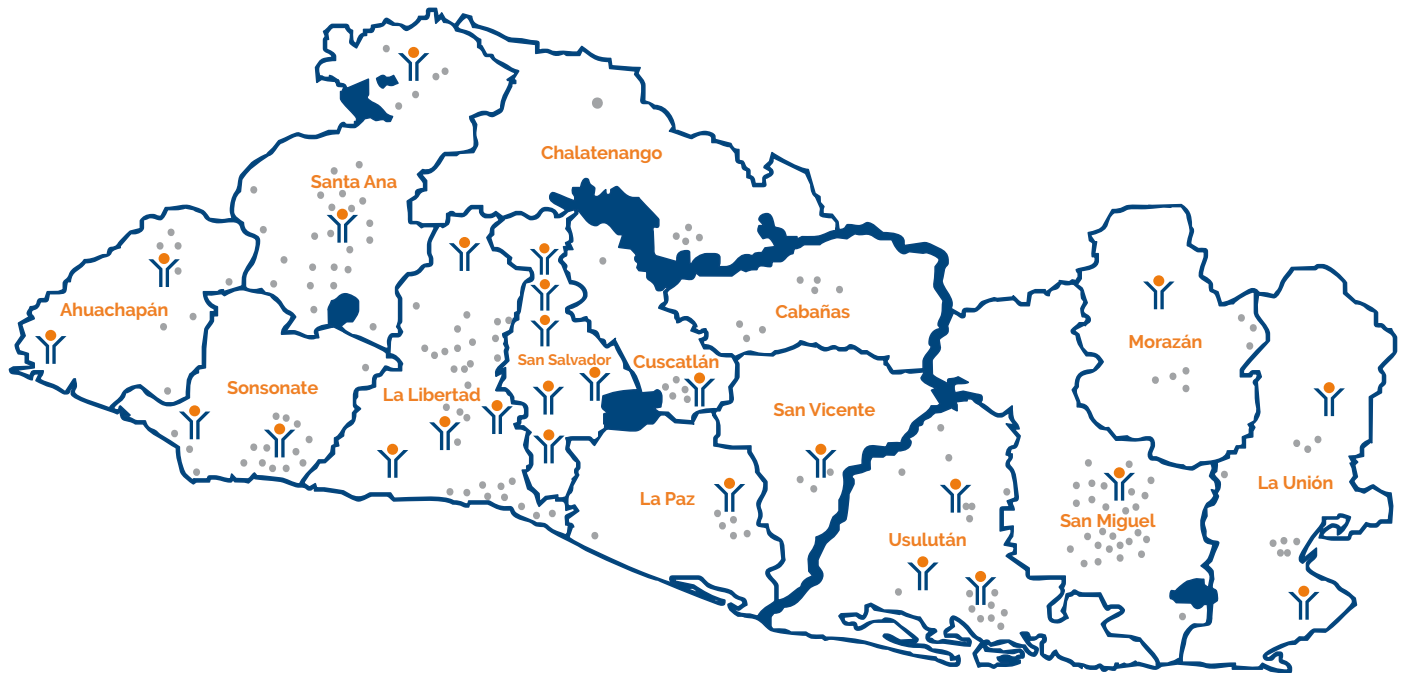 Chalatenango
Santa Ana
Ahuachapán
Cabañas
Morazán
San Salvador
Cuscatlán
Sonsonate
La Libertad
San Vicente
La Unión
La Paz
San Miguel
Usulután